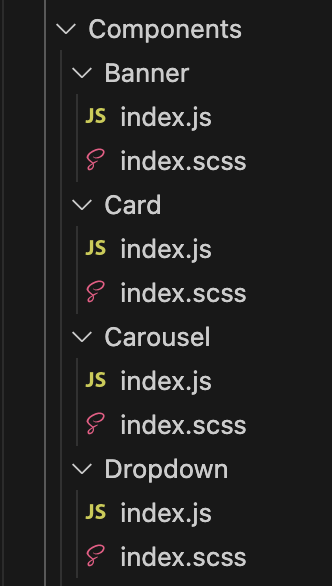 Components
Banner
JS index.js
index.scss
Card
JS index.js
index.scss
Carousel
JS index.js
index.scss
Dropdown
JS index.js
index.scss